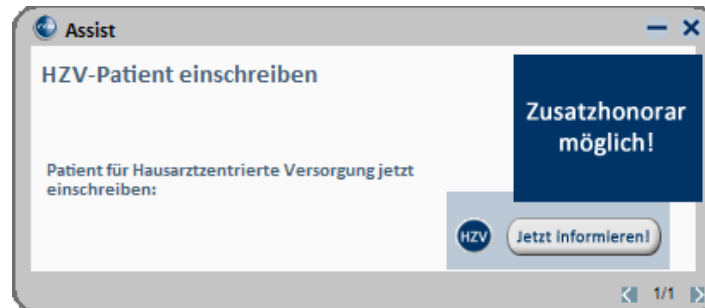 Assist
HZV-Patient einschreiben
Zusatzhonorar
möglich!
Patient für Hausarztzentrierte Versorgung jetzt
einschreiben:
HZV
Jetzt informieren!
1/1